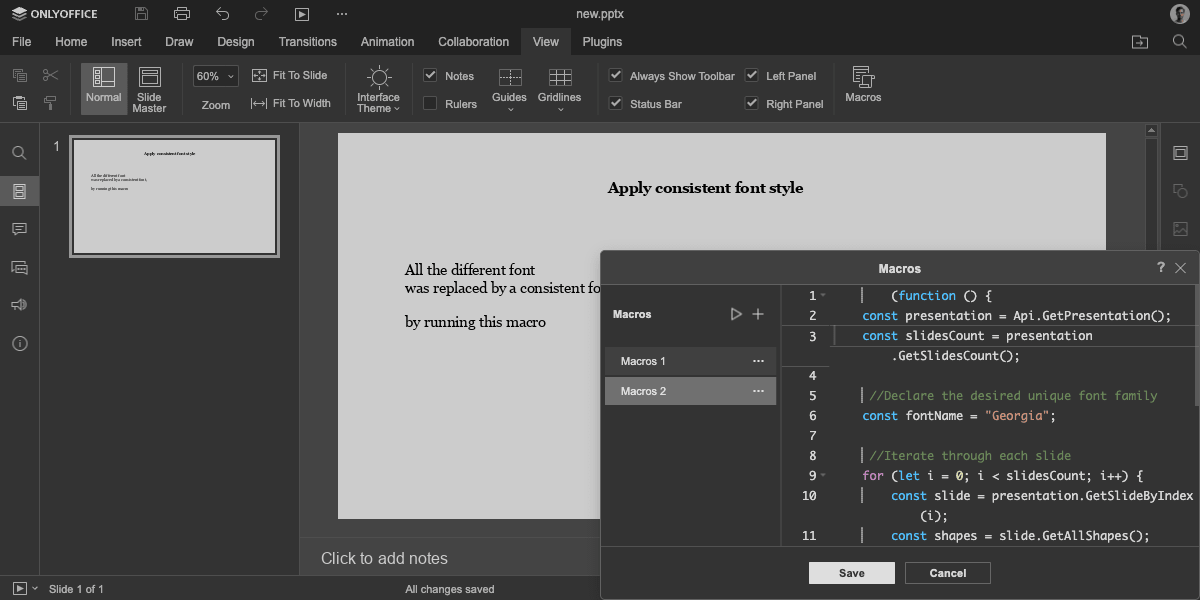 ONLYOFFICE
new.pptx
File Home Insert Draw Design Transitions Animation Collaboration View Plugins
Normal
Slide Master
60%
Zoom
Fit To Slide
Fit To Width
Interface Theme
Notes
Rulers
Guides
Gridlines
Always Show Toolbar
Status Bar
Left Panel
Right Panel
Macros
1
Apply consistent font style
All the different font
was replaced by a consistent font,
by running this macro
Apply consistent font style
All the different font
was replaced by a consistent fo
by running this macro
Macros
?
Macros
Macros 1
Macros 2
1 (function () {
2 const presentation = Api.GetPresentation();
3 const slidesCount = presentation
.GetSlidesCount();
4
5 //Declare the desired unique font family
6 const fontName = "Georgia";
7
8 //Iterate through each slide
9 for (let i = 0; i < slidesCount; i++) {
10 const slide = presentation.GetSlideByIndex
(i);
11 const shapes = slide.GetAllShapes();
Save
Cancel
Click to add notes
Slide 1 of 1
All changes saved